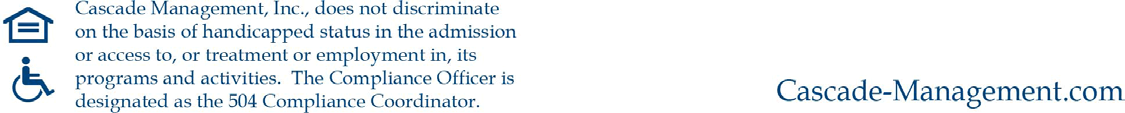 Cascade Management, Inc., does not discriminate
on the basis of handicapped status in the admission
or access to, or treatment or employment in, its
programs and activities.  The Compliance Officer is
designated as the 504 Compliance Coordinator.
Cascade-Management.com